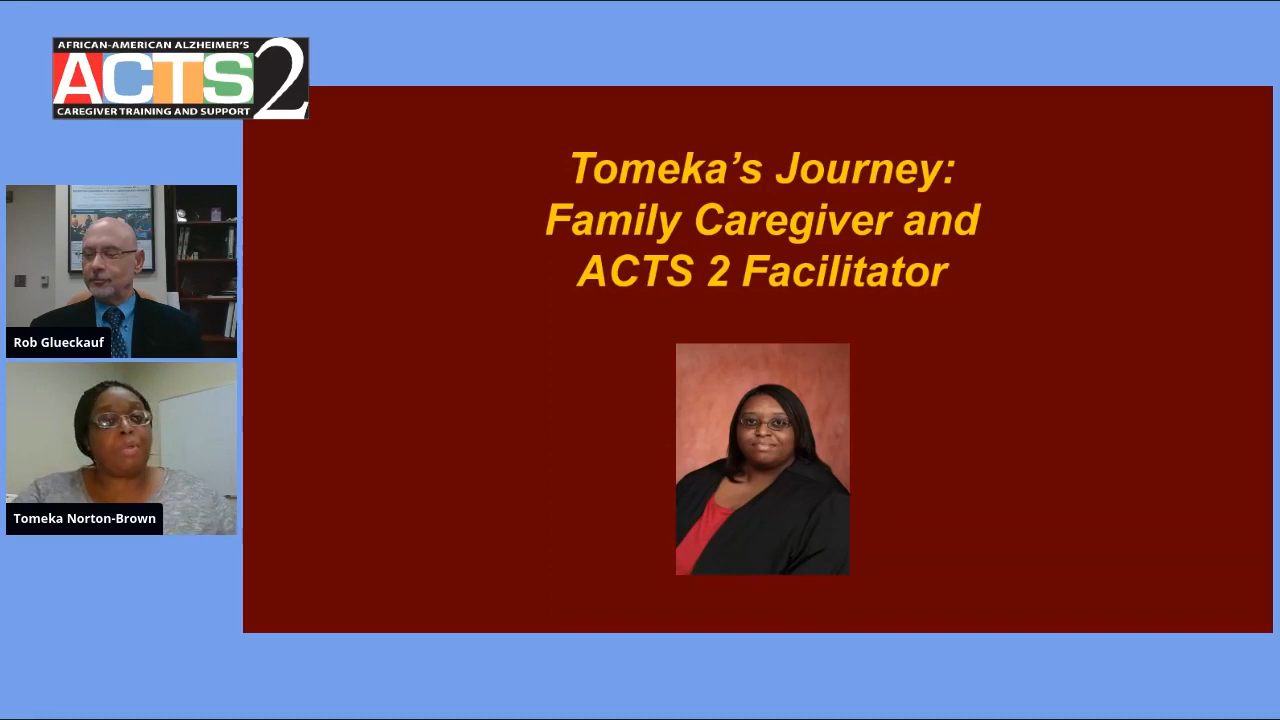 AFRICAN-AMERICAN ALZHEIMER'S
ACTS2
CAREGIVER TRAINING AND SUPPORT
Tomeka’s Journey:
Family Caregiver and
ACTS 2 Facilitator
Rob Glueckauf
Tomeka Norton-Brown